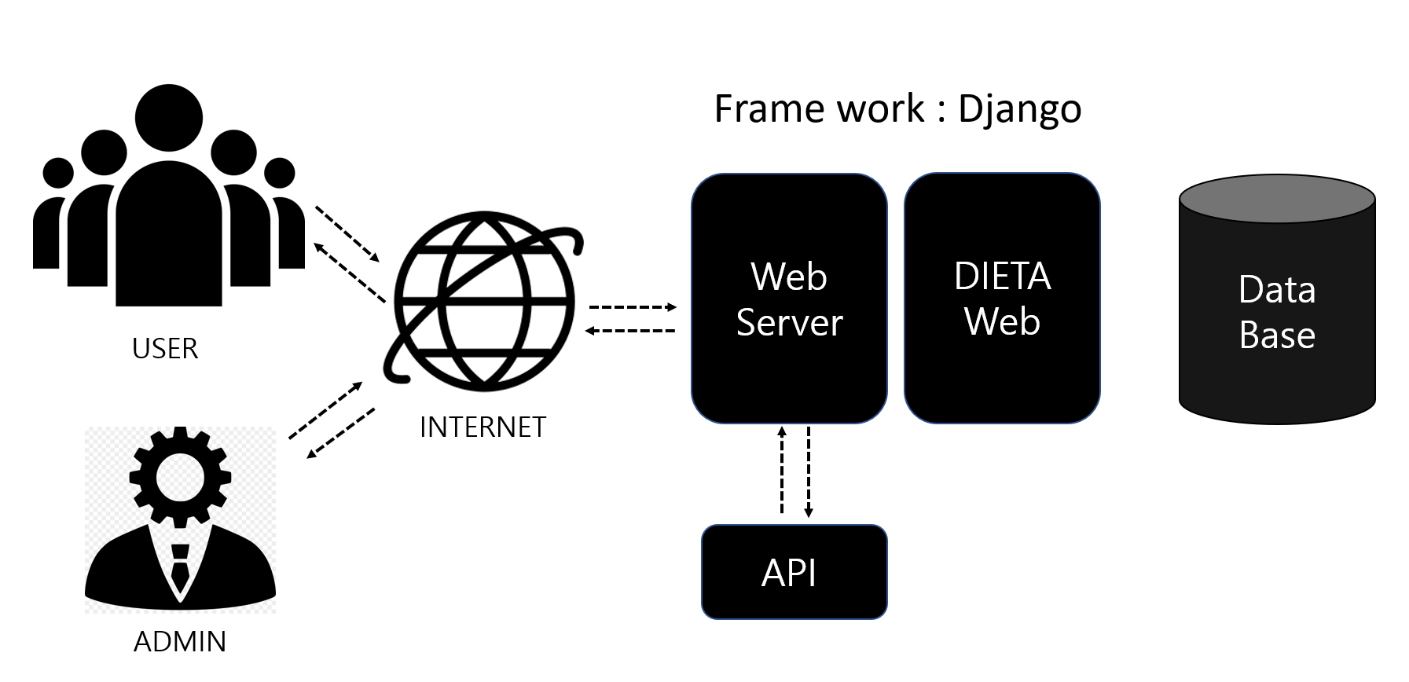 Frame work : Django
USER
INTERNET
Web
Server
DIETA
Web
Data
Base
API
ADMIN